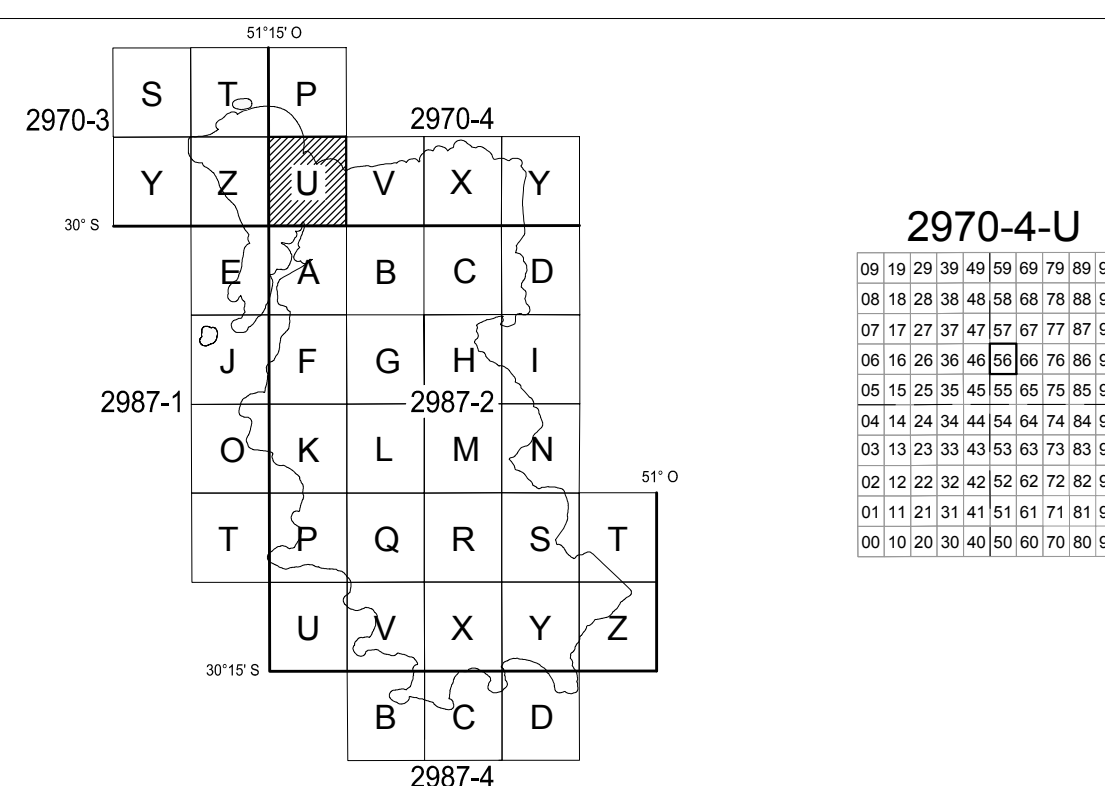 51°15' O
S T P
2970-3 2970-4
Y Z U V X Y
30° S
E A B C D
J F G H I
2987-1 2987-2
O K L M N
51° O
T P Q R S T
U V X Y Z
30°15' S
B C D
2987-4
2970-4-U
09 19 29 39 49 59 69 79 89
08 18 28 38 48 58 68 78 88
07 17 27 37 47 57 67 77 87
06 16 26 36 46 56 66 76 86
05 15 25 35 45 55 65 75 85
04 14 24 34 44 54 64 74 84
03 13 23 33 43 53 63 73 83
02 12 22 32 42 52 62 72 82
01 11 21 31 41 51 61 71 81
00 10 20 30 40 50 60 70 80